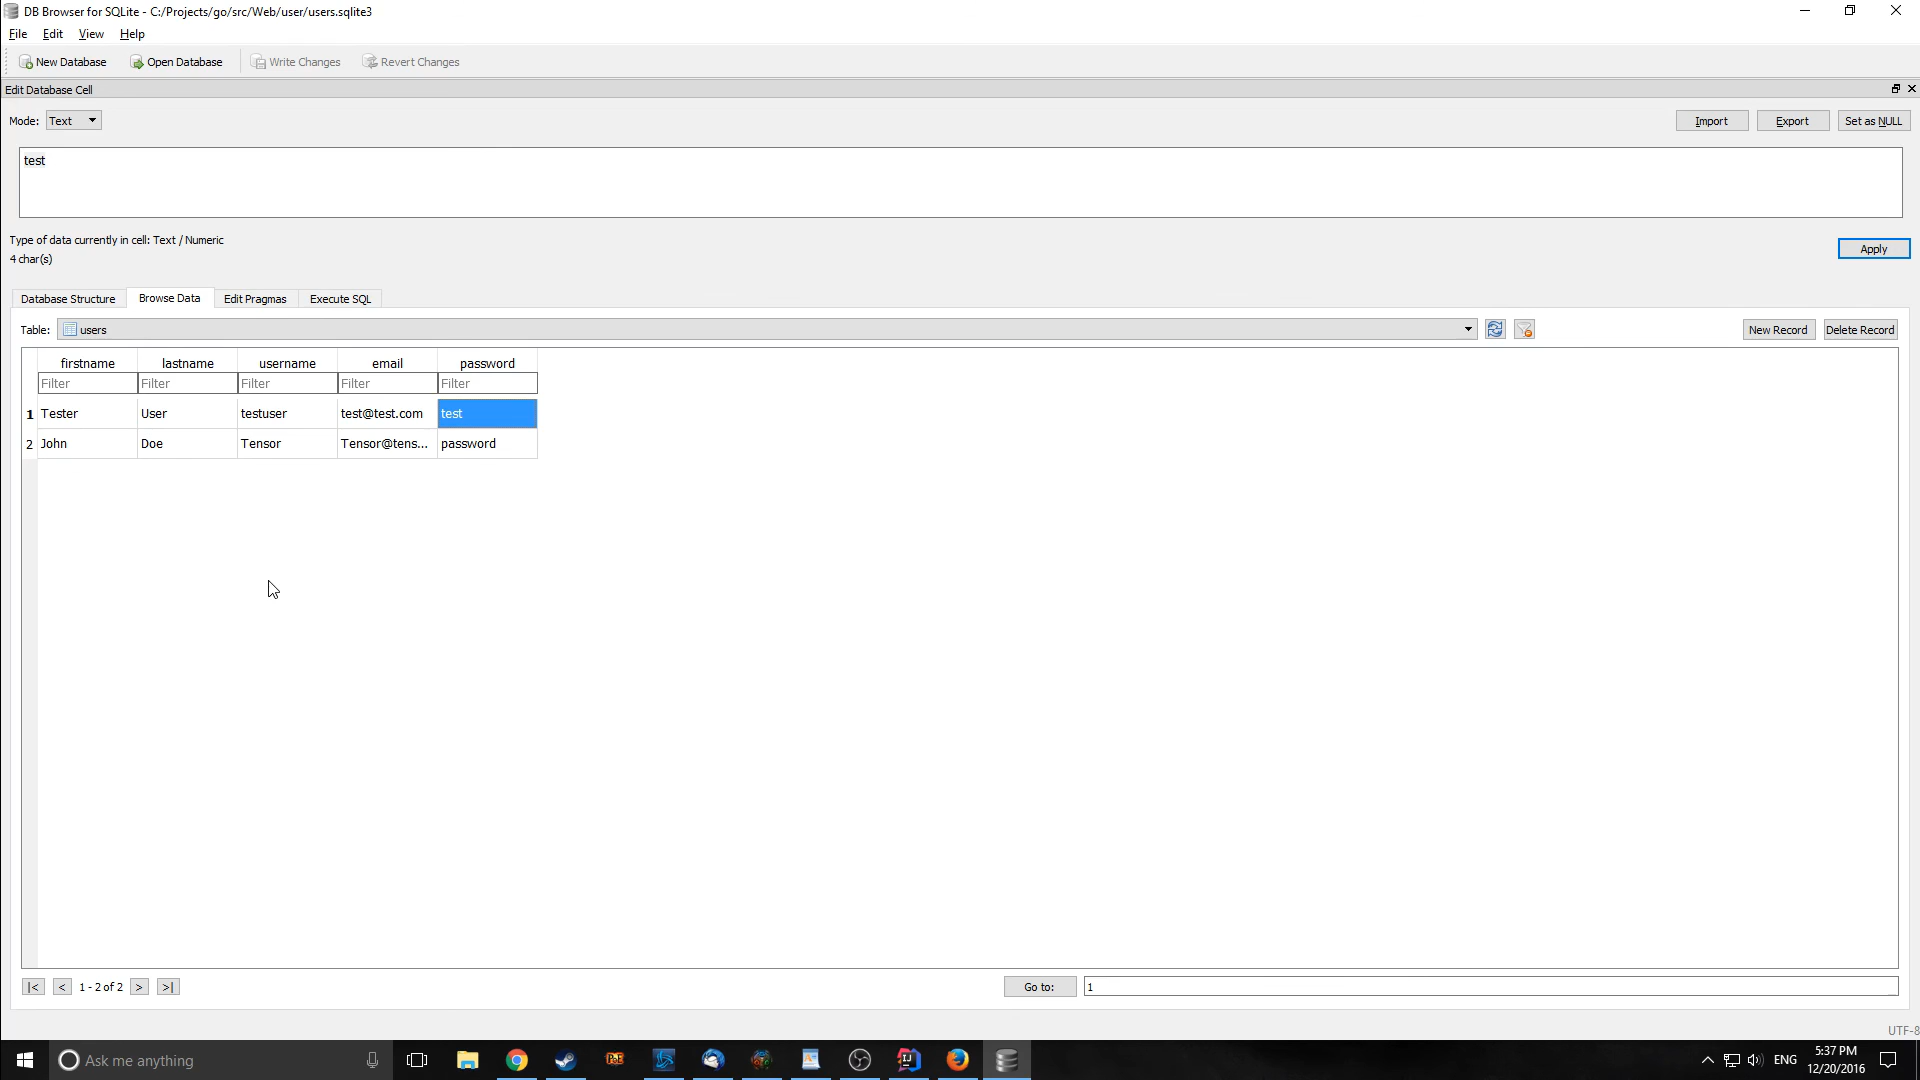 DB Browser for SQLite - C:/Projects/go/src/Web/user/users.sqlite3
File Edit View Help
New Database Open Database Write Changes Revert Changes
Edit Database Cell
Mode: Text Import Export Set as NULL
test
Type of data currently in cell: Text / Numeric
4 char(s)
Apply
Database Structure Browse Data Edit Pragmas Execute SQL
Table: users New Record Delete Record
firstname lastname username email password
Filter Filter Filter Filter Filter
1 Tester User testuser test@test.com test
2 John Doe Tensor Tensor@tens... password
|< < 1 - 2 of 2 > >| Go to: 1
UTF-8
Ask me anything PoE IJ ENG 5:37 PM
12/20/2016